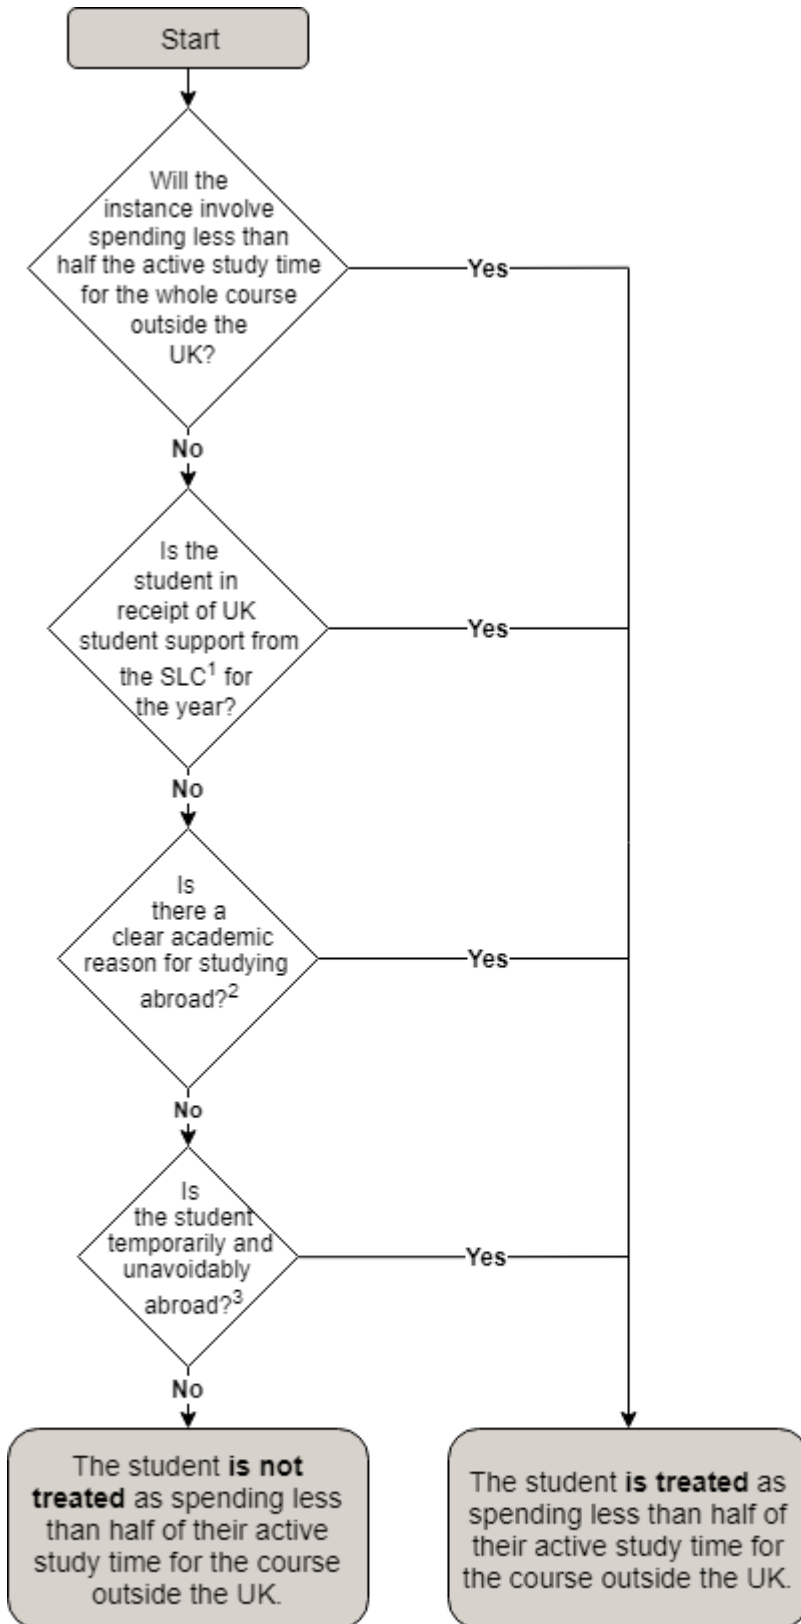 Start
Will the
instance involve
spending less than
half the active study time
for the whole course
outside the
UK?
Yes
No
Is the
student in
receipt of UK
student support from
the SLC¹ for
the year?
Yes
No
Is
there a
clear academic
reason for studying
abroad?²
Yes
No
Is
the student
temporarily and
unavoidably
abroad?³
Yes
No
The student is not
treated as spending less
than half of their active
study time for the course
outside the UK.
The student is treated as
spending less than half of
their active study time for
the course outside the UK.